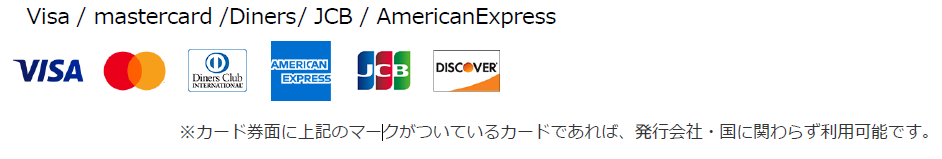 Visa / mastercard /Diners/ JCB / AmericanExpress
VISA Diners Club INTERNATIONAL AMERICAN EXPRESS JCB DISCOVER
※カード券面に上記のマークがついているカードであれば、発行会社・国に関わらず利用可能です。